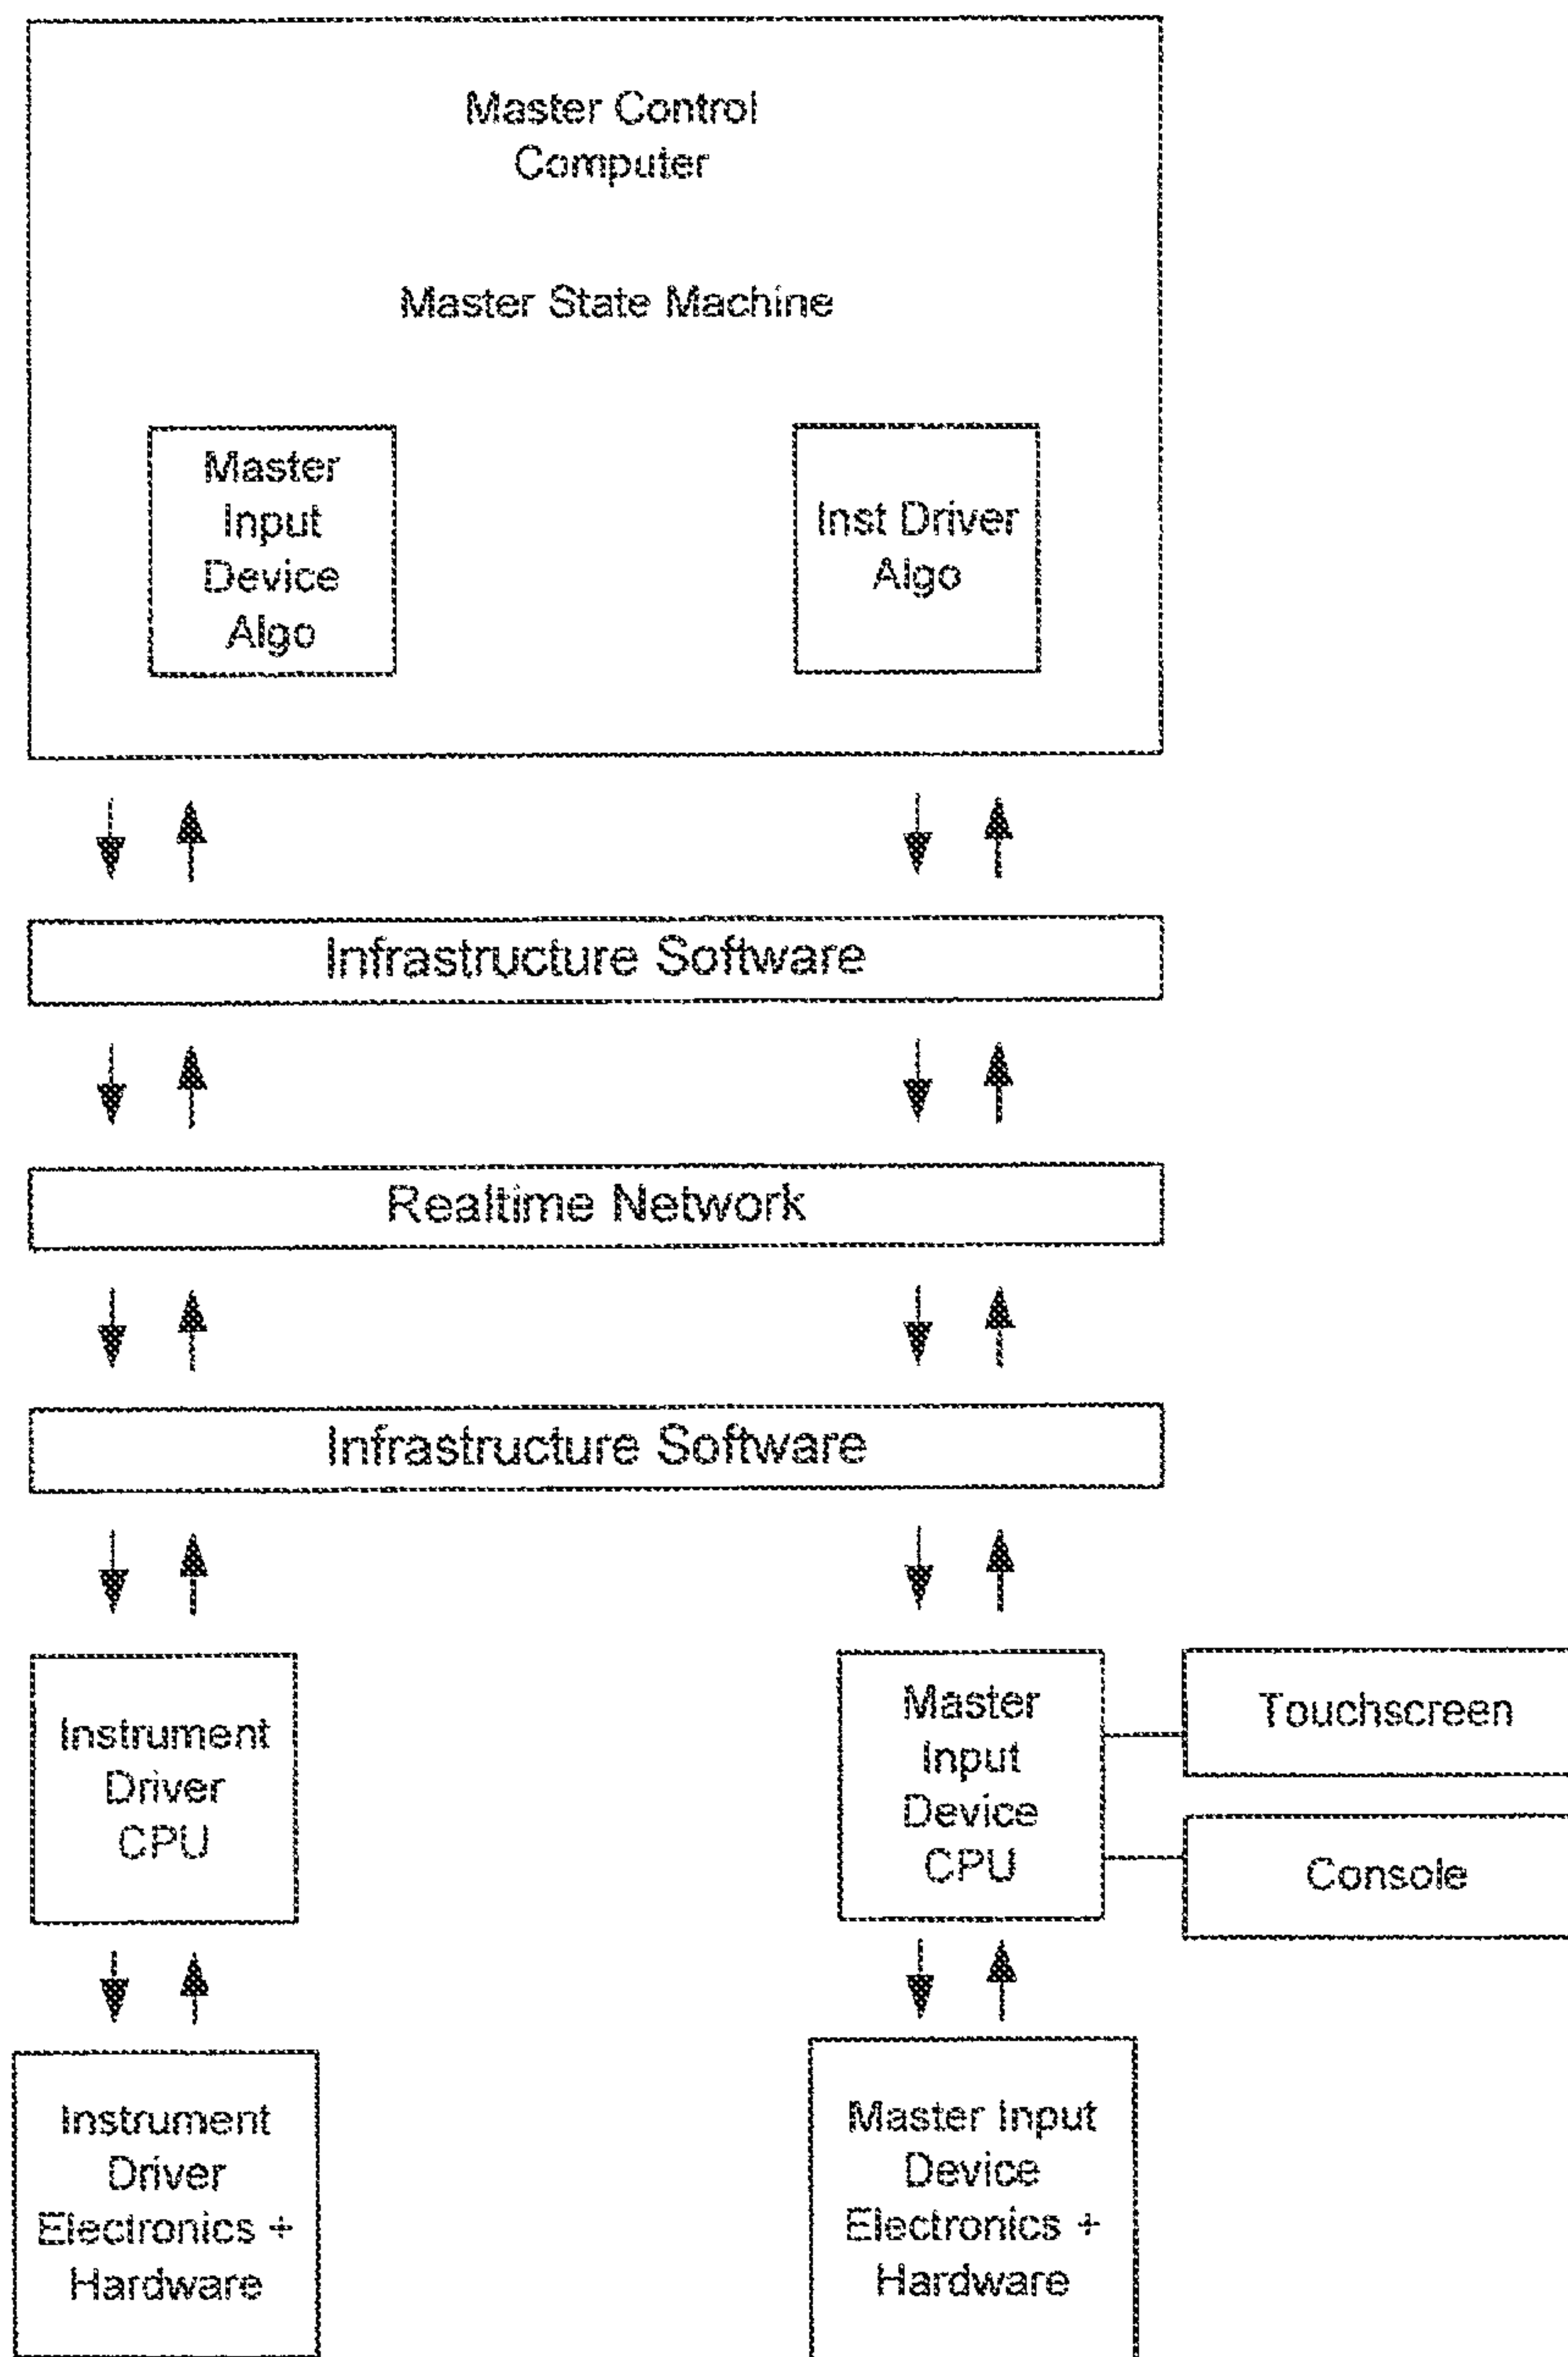 Master Control
Computer
Master State Machine
Master
Input
Device
Algo
Inst Driver
Algo
Infrastructure Software
Realtime Network
Infrastructure Software
Instrument
Driver
CPU
Master
Input
Device
CPU
Touchscreen
Console
Instrument
Driver
Electronics +
Hardware
Master Input
Device
Electronics +
Hardware